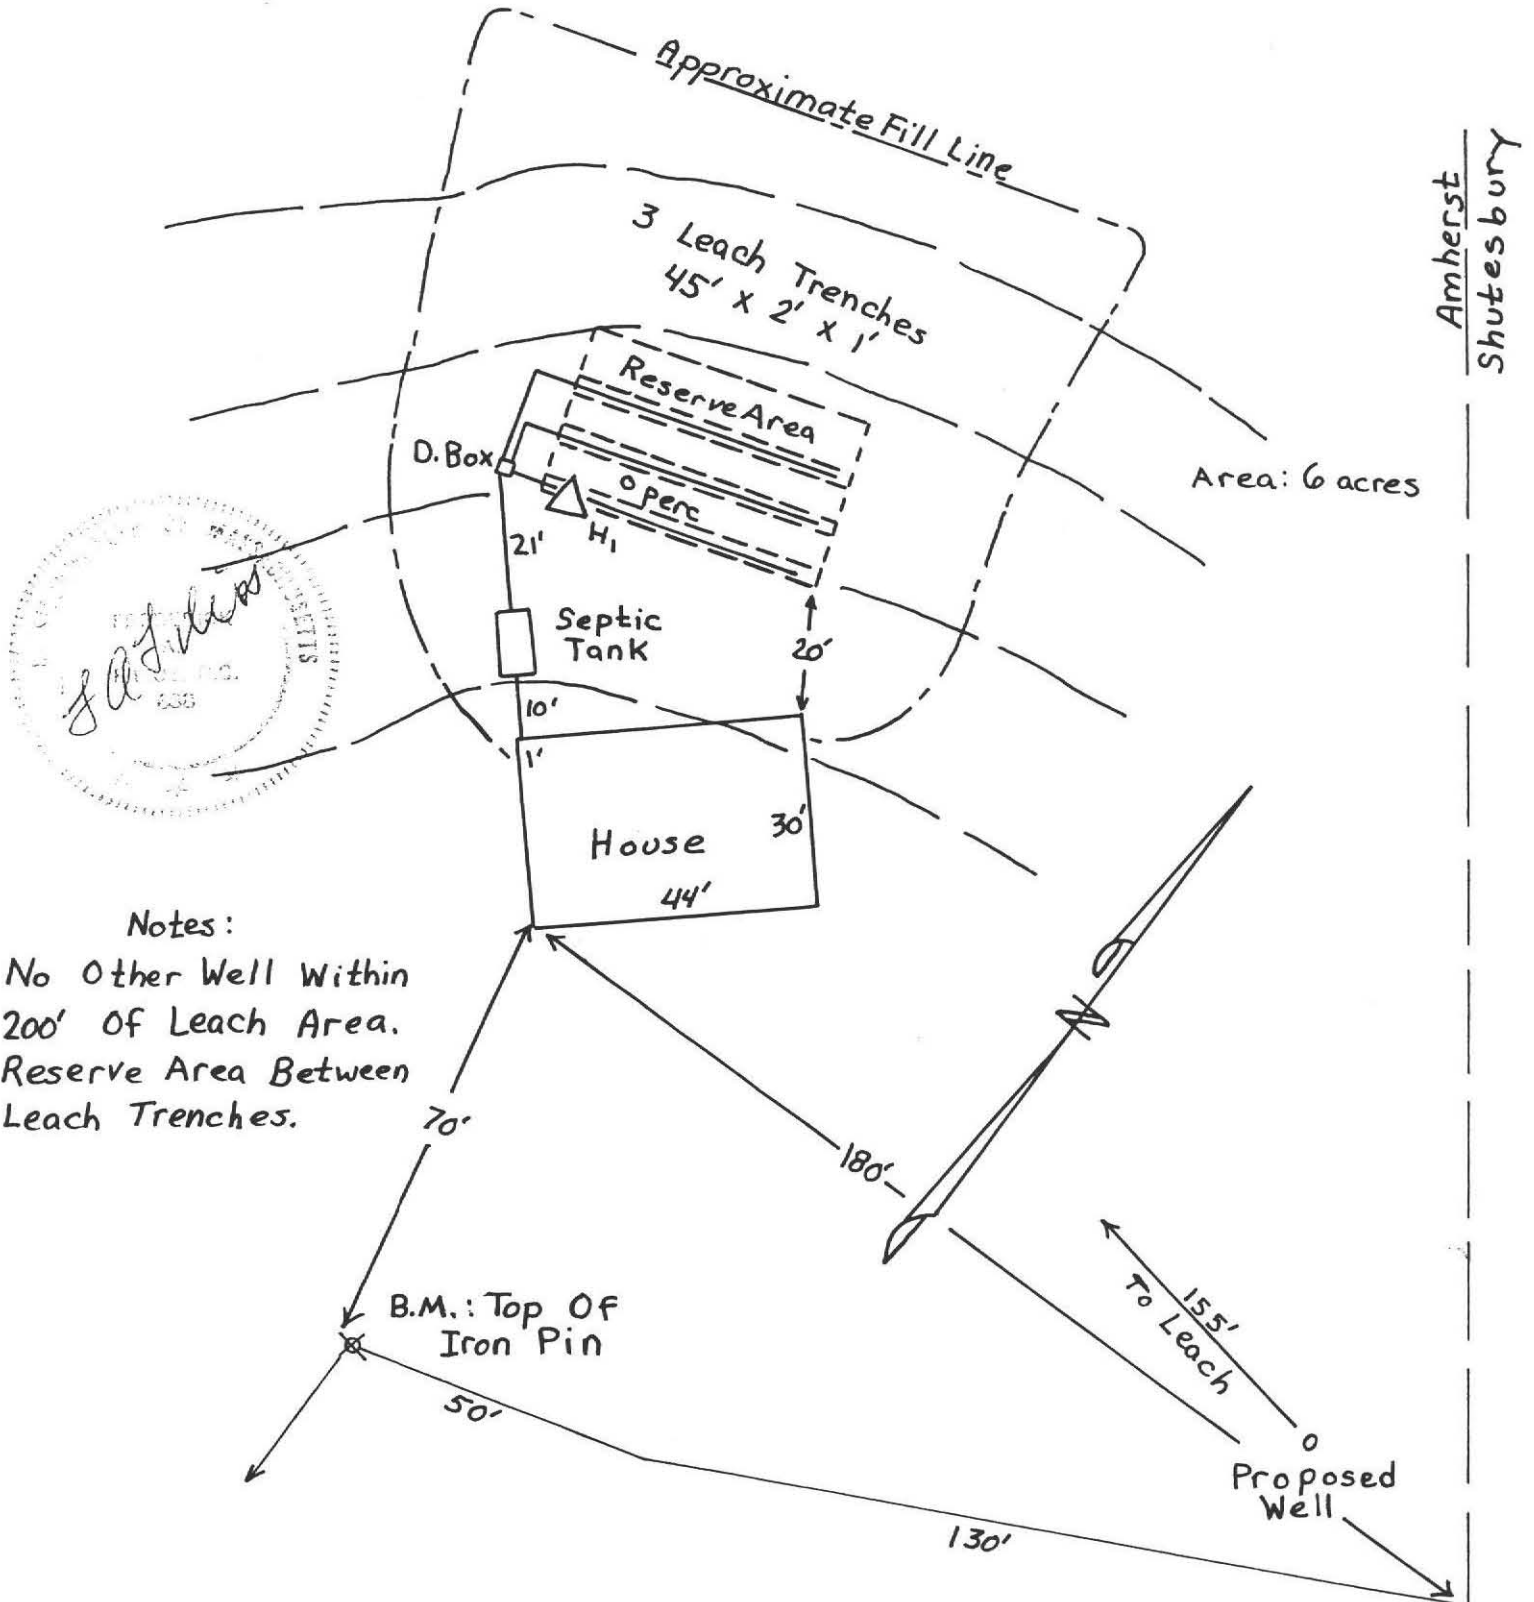 Approximate Fill Line
3 Leach Trenches
45' x 2' x 1'
Amherst
Shutesbury
Reserve Area
D. Box
o Perc
H1
21'
Area: 6 acres
Septic
Tank
20'
10'
1'
House
30'
44'
Notes:
No Other Well Within
200' Of Leach Area.
Reserve Area Between
Leach Trenches.
N
70'
180'
155'
To Leach
B.M.: Top Of
Iron Pin
50'
Proposed
Well
130'